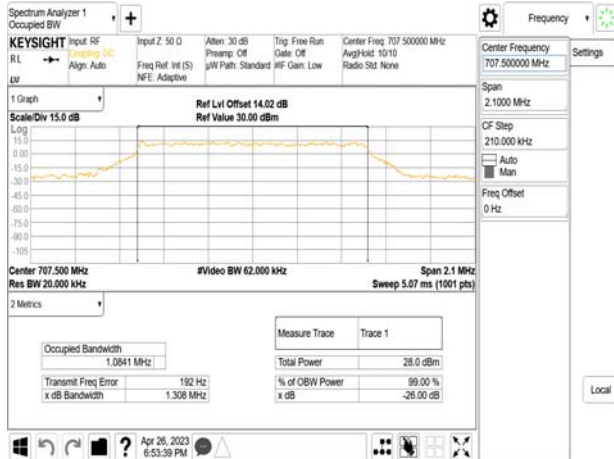 Spectrum Analyzer 1
Occupied BW
Frequency
KEYSIGHT Input: RF
Coupling: DC
Align: Auto
RL
Input Z: 50 Ω
Freq Ref: Int (S)
NFE: Adaptive
Atten: 30 dB
Preamp: Off
µW Path: Standard
Trig: Free Run
Gate: Off
#IF Gain: Low
Center Freq: 707.500000 MHz
Avg|Hold: 10/10
Radio Std: None
Center Frequency
707.500000 MHz
Settings
Span
2.1000 MHz
CF Step
210.000 kHz
Auto
Man
Freq Offset
0 Hz
Local
1 Graph
Scale/Div 15.0 dB
Ref Lvl Offset 14.02 dB
Ref Value 30.00 dBm
Log
15.0
0.00
-15.0
-30.0
-45.0
-60.0
-75.0
-90.0
-105
Center 707.500 MHz
#Video BW 62.000 kHz
Span 2.1 MHz
Res BW 20.000 kHz
Sweep 5.07 ms (1001 pts)
2 Metrics
Measure Trace Trace 1
Occupied Bandwidth
1.0841 MHz
Total Power 28.0 dBm
Transmit Freq Error 192 Hz
% of OBW Power 99.00 %
x dB Bandwidth 1.308 MHz
x dB -26.00 dB
?
Apr 26, 2023
6:53:39 PM